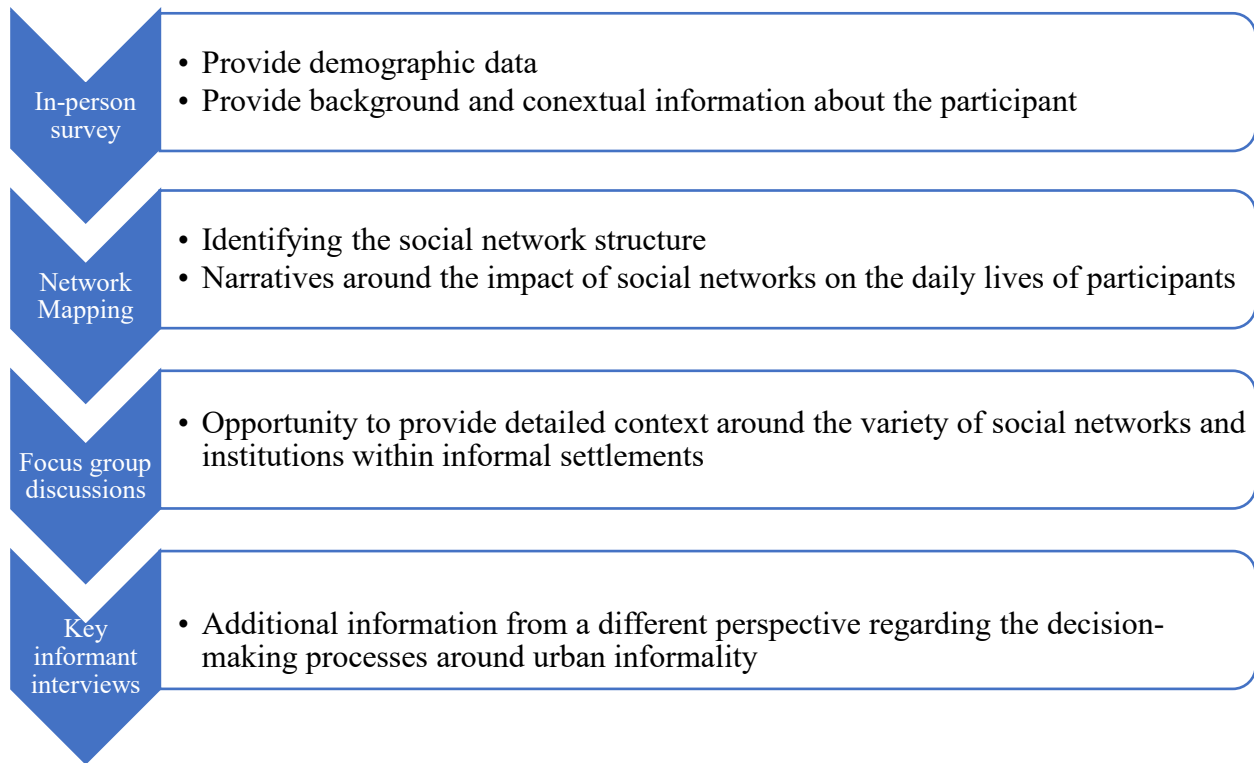 In-person
survey
• Provide demographic data
• Provide background and conextual information about the participant
Network
Mapping
• Identifying the social network structure
• Narratives around the impact of social networks on the daily lives of participants
Focus group
discussions
• Opportunity to provide detailed context around the variety of social networks and
institutions within informal settlements
Key
informant
interviews
• Additional information from a different perspective regarding the decision-
making processes around urban informality